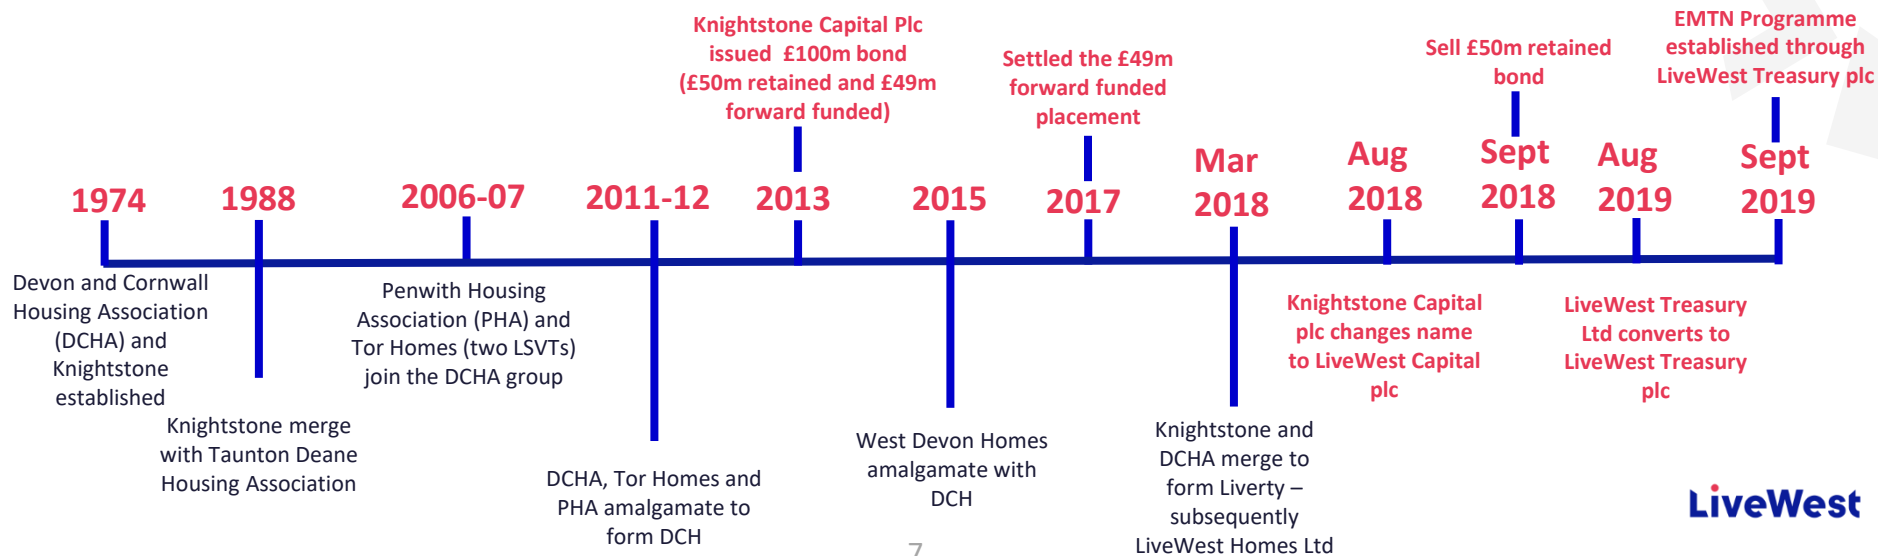 Knightstone Capital Plc
issued £100m bond
(£50m retained and £49m
forward funded)
Settled the £49m
forward funded
placement
Sell £50m retained
bond
EMTN Programme
established through
LiveWest Treasury plc
1974
1988
2006-07
2011-12
2013
2015
2017
Mar
2018
Aug
2018
Sept
2018
Aug
2019
Sept
2019
Devon and Cornwall
Housing Association
(DCHA) and
Knightstone
established
Knightstone merge
with Taunton Deane
Housing Association
Penwith Housing
Association (PHA) and
Tor Homes (two LSVTs)
join the DCHA group
DCHA, Tor Homes and
PHA amalgamate to
form DCH
West Devon Homes
amalgamate with
DCH
Knightstone and
DCHA merge to
form Liverty –
subsequently
LiveWest Homes Ltd
Knightstone Capital
plc changes name
to LiveWest Capital
plc
LiveWest Treasury
Ltd converts to
LiveWest Treasury
plc
LiveWest
7